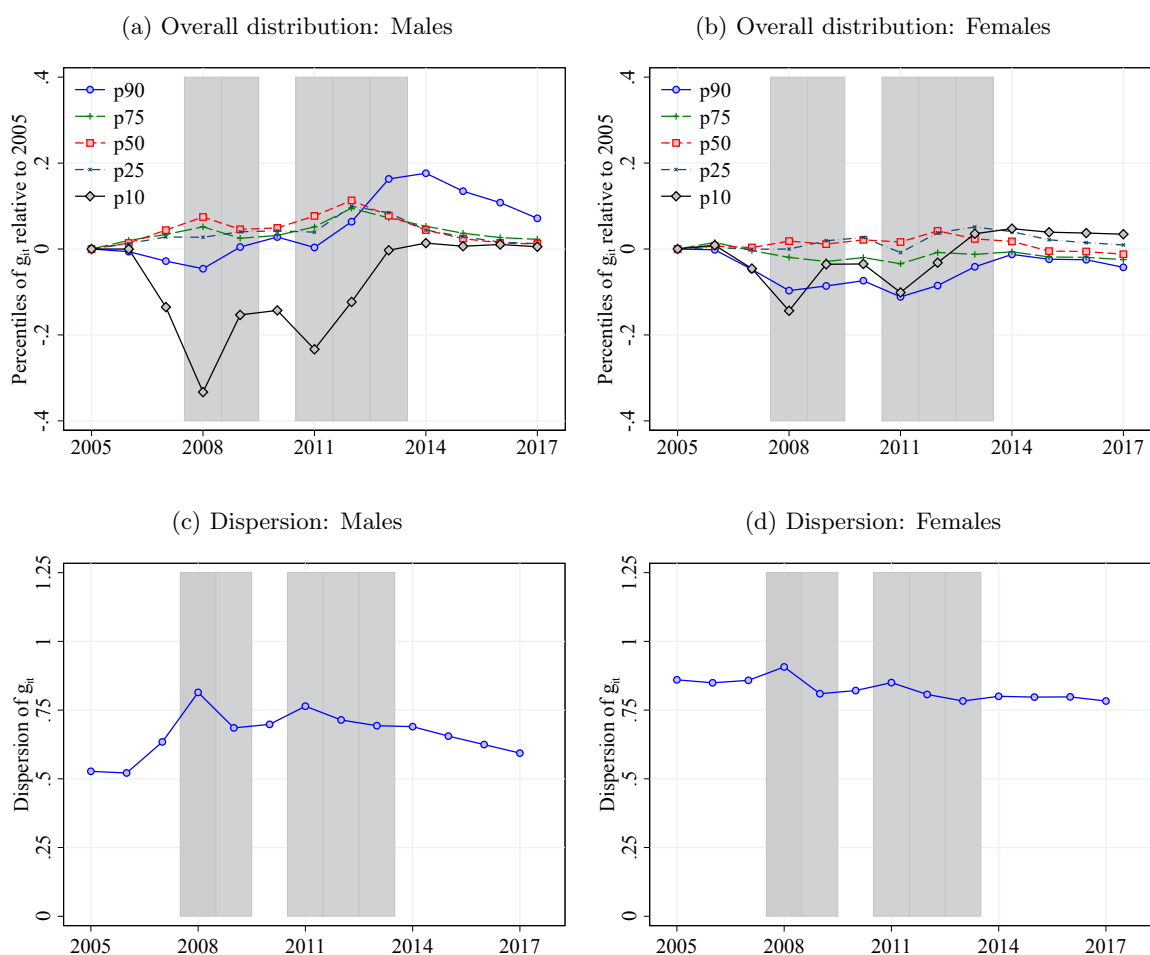 (a) Overall distribution: Males
Percentiles of g_it relative to 2005
.4
.2
0
-.2
-.4
p90
p75
p50
p25
p10
2005 2008 2011 2014 2017
(b) Overall distribution: Females
Percentiles of g_it relative to 2005
.4
.2
0
-.2
-.4
p90
p75
p50
p25
p10
2005 2008 2011 2014 2017
(c) Dispersion: Males
Dispersion of g_it
1.25
1
.75
.5
.25
0
2005 2008 2011 2014 2017
(d) Dispersion: Females
Dispersion of g_it
1.25
1
.75
.5
.25
0
2005 2008 2011 2014 2017